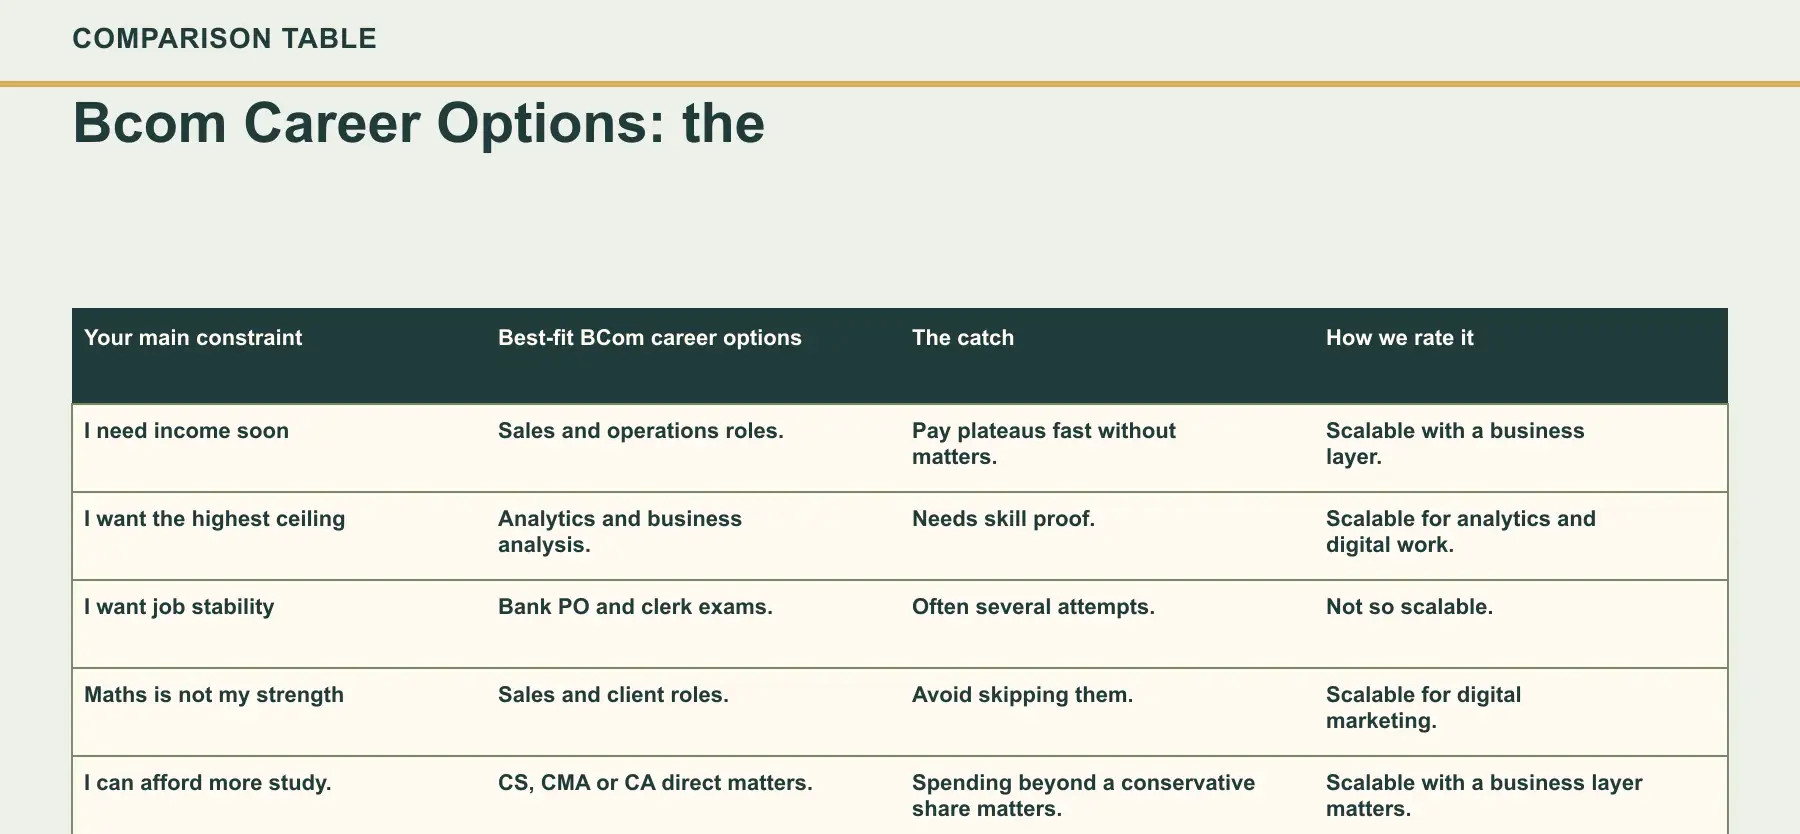 COMPARISON TABLE
Bcom Career Options: the
Your main constraint
Best-fit BCom career options
The catch
How we rate it
I need income soon
Sales and operations roles.
Pay plateaus fast without
matters.
Scalable with a business
layer.
I want the highest ceiling
Analytics and business
analysis.
Needs skill proof.
Scalable for analytics and
digital work.
I want job stability
Bank PO and clerk exams.
Often several attempts.
Not so scalable.
Maths is not my strength
Sales and client roles.
Avoid skipping them.
Scalable for digital
marketing.
I can afford more study.
CS, CMA or CA direct matters.
Spending beyond a conservative
share matters.
Scalable with a business layer
matters.